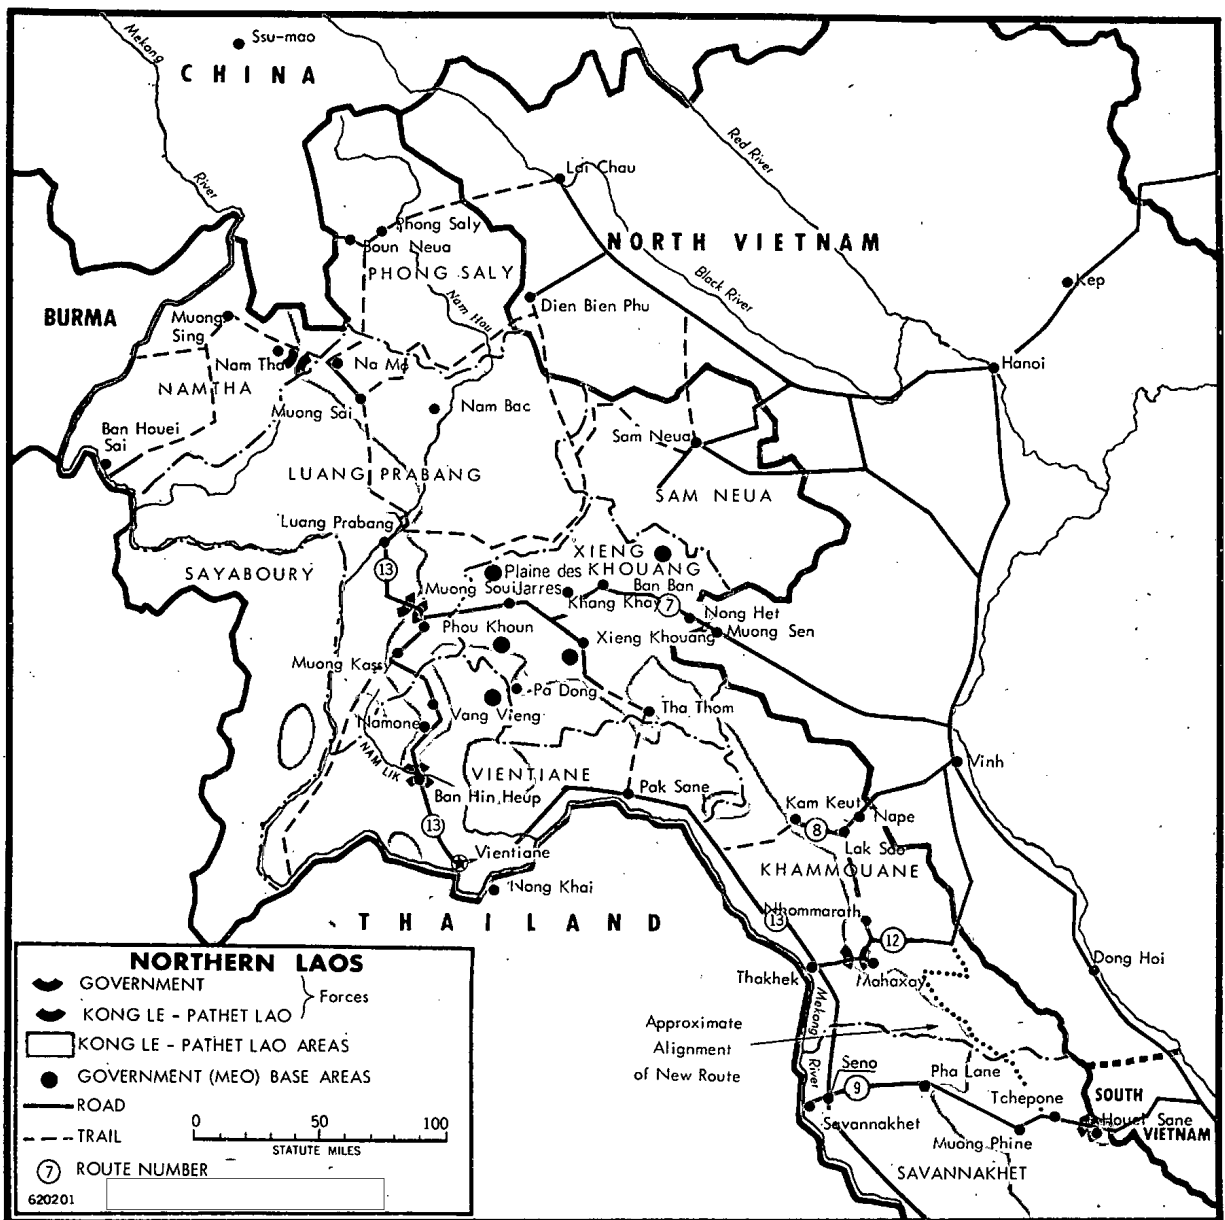 Mekong
Ssu-mao
CHINA
River
Red River
Lai Chau
Phong Saly
Boun Neua
NORTH VIETNAM
PHONG SALY
Black River
Kep
Nam Hou
Dien Bien Phu
BURMA
Muong
Sing
Nam Tha
Na Mo
Hanoi
NAMTHA
Muong Sai
Nam Bac
Ban Houei
Sai
Sam Neua
LUANG PRABANG
SAM NEUA
Luang Prabang
XIENG
KHOUANG
SAYABOURY
13
Plaine des
Jarres
Muong Soui
Ban Ban
Khang Khay
7
Nong Het
Phou Khoun
Xieng Khouang
Muong Sen
Muong Kassi
Pa Dong
Tha Thom
Namone
Vang Vieng
NAM LIK
VIENTIANE
Vinh
Ban Hin Heup
Pak Sane
Kam Keut
Nape
13
8
Lak Sao
Vientiane
KHAMMOUANE
Nong Khai
THAILAND
Nhommarath
13
12
Thakhek
Mahaxay
Dong Hoi
Mekong
River
Approximate
Alignment
of New Route
Seno
9
Pha Lane
Tchepone
SOUTH
VIETNAM
Houei Sane
Savannakhet
Muong Phine
SAVANNAKHET
NORTHERN LAOS
GOVERNMENT
KONG LE - PATHET LAO
Forces
KONG LE - PATHET LAO AREAS
GOVERNMENT (MEO) BASE AREAS
ROAD
0 50 100
TRAIL
STATUTE MILES
7 ROUTE NUMBER
620201